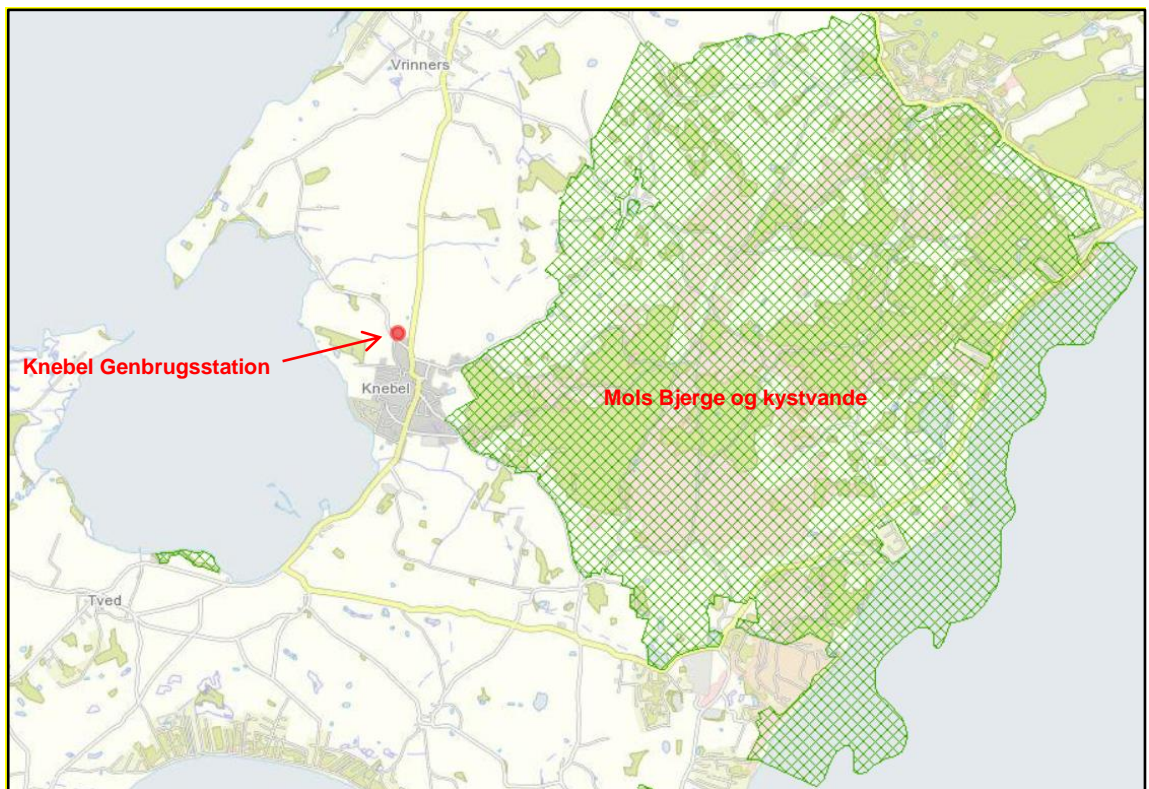 Vrinners
Knebel Genbrugsstation
Knebel
Mols Bjerge og kystvande
Tved